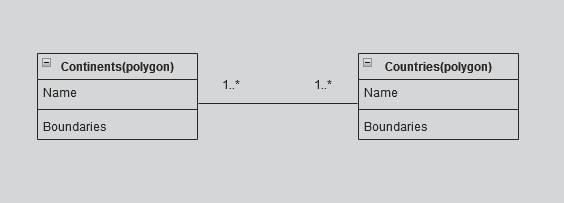 Continents(polygon)
Name
Boundaries
1..*
1..*
Countries(polygon)
Name
Boundaries